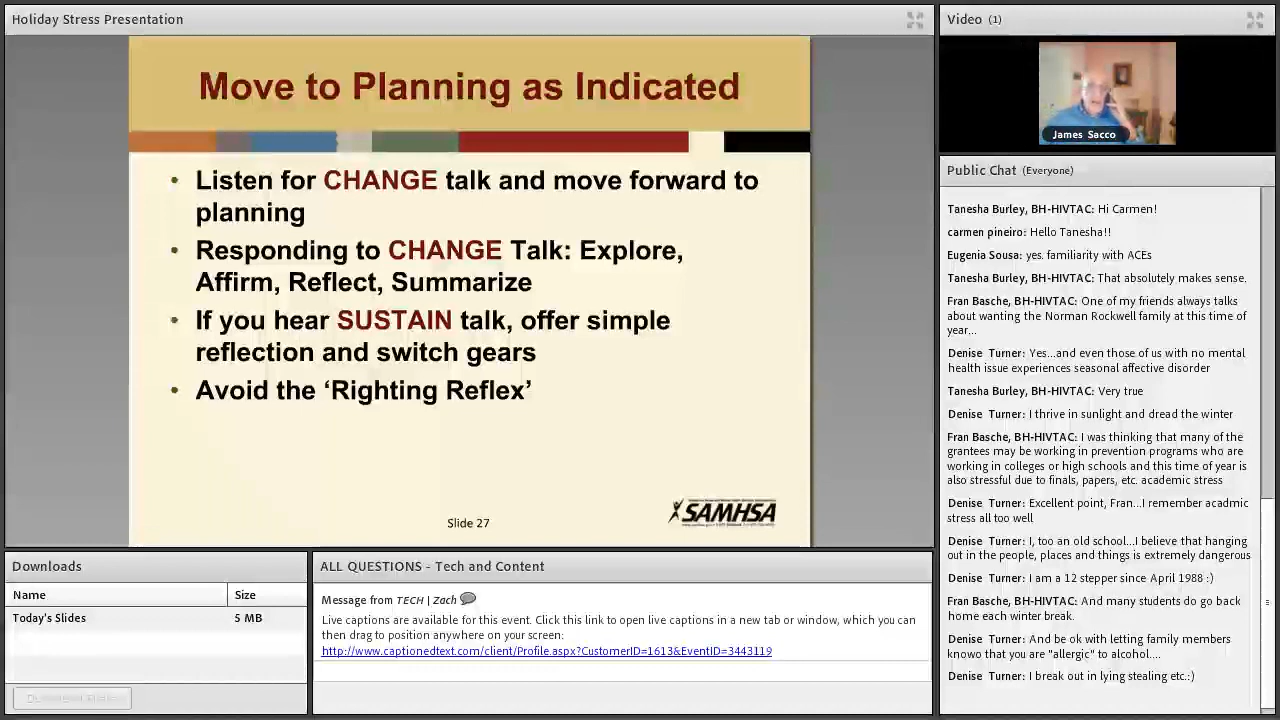 Holiday Stress Presentation
Move to Planning as Indicated
• Listen for CHANGE talk and move forward to
planning
• Responding to CHANGE Talk: Explore,
Affirm, Reflect, Summarize
• If you hear SUSTAIN talk, offer simple
reflection and switch gears
• Avoid the ‘Righting Reflex’
Slide 27
SAMHSA
Video (1)
James Sacco
Public Chat (Everyone)
Tanesha Burley, BH-HIVTAC: Hi Carmen!
carmen pineiro: Hello Tanesha!!
Eugenia Sousa: yes. familiarity with ACEs
Tanesha Burley, BH-HIVTAC: That absolutely makes sense.
Fran Basche, BH-HIVTAC: One of my friends always talks
about wanting the Norman Rockwell family at this time of
year...
Denise Turner: Yes...and even those of us with no mental
health issue experiences seasonal affective disorder
Tanesha Burley, BH-HIVTAC: Very true
Denise Turner: I thrive in sunlight and dread the winter
Fran Basche, BH-HIVTAC: I was thinking that many of the
grantees may be working in prevention programs who are
working in colleges or high schools and this time of year is
also stressful due to finals, papers, etc. academic stress
Denise Turner: Excellent point, Fran...I remember acadmic
stress all too well
Denise Turner: I, too an old school...I believe that hanging
out in the people, places and things is extremely dangerous
Denise Turner: I am a 12 stepper since April 1988 :)
Fran Basche, BH-HIVTAC: And many students do go back
home each winter break.
Denise Turner: And be ok with letting family members
knowo that you are "allergic" to alcohol....
Denise Turner: I break out in lying stealing etc.:)
Downloads
Name Size
Today's Slides 5 MB
ALL QUESTIONS - Tech and Content
Message from TECH | Zach
Live captions are available for this event. Click this link to open live captions in a new tab or window, which you can
then drag to position anywhere on your screen:
http://www.captionedtext.com/client/Profile.aspx?CustomerID=1613&EventID=3443119